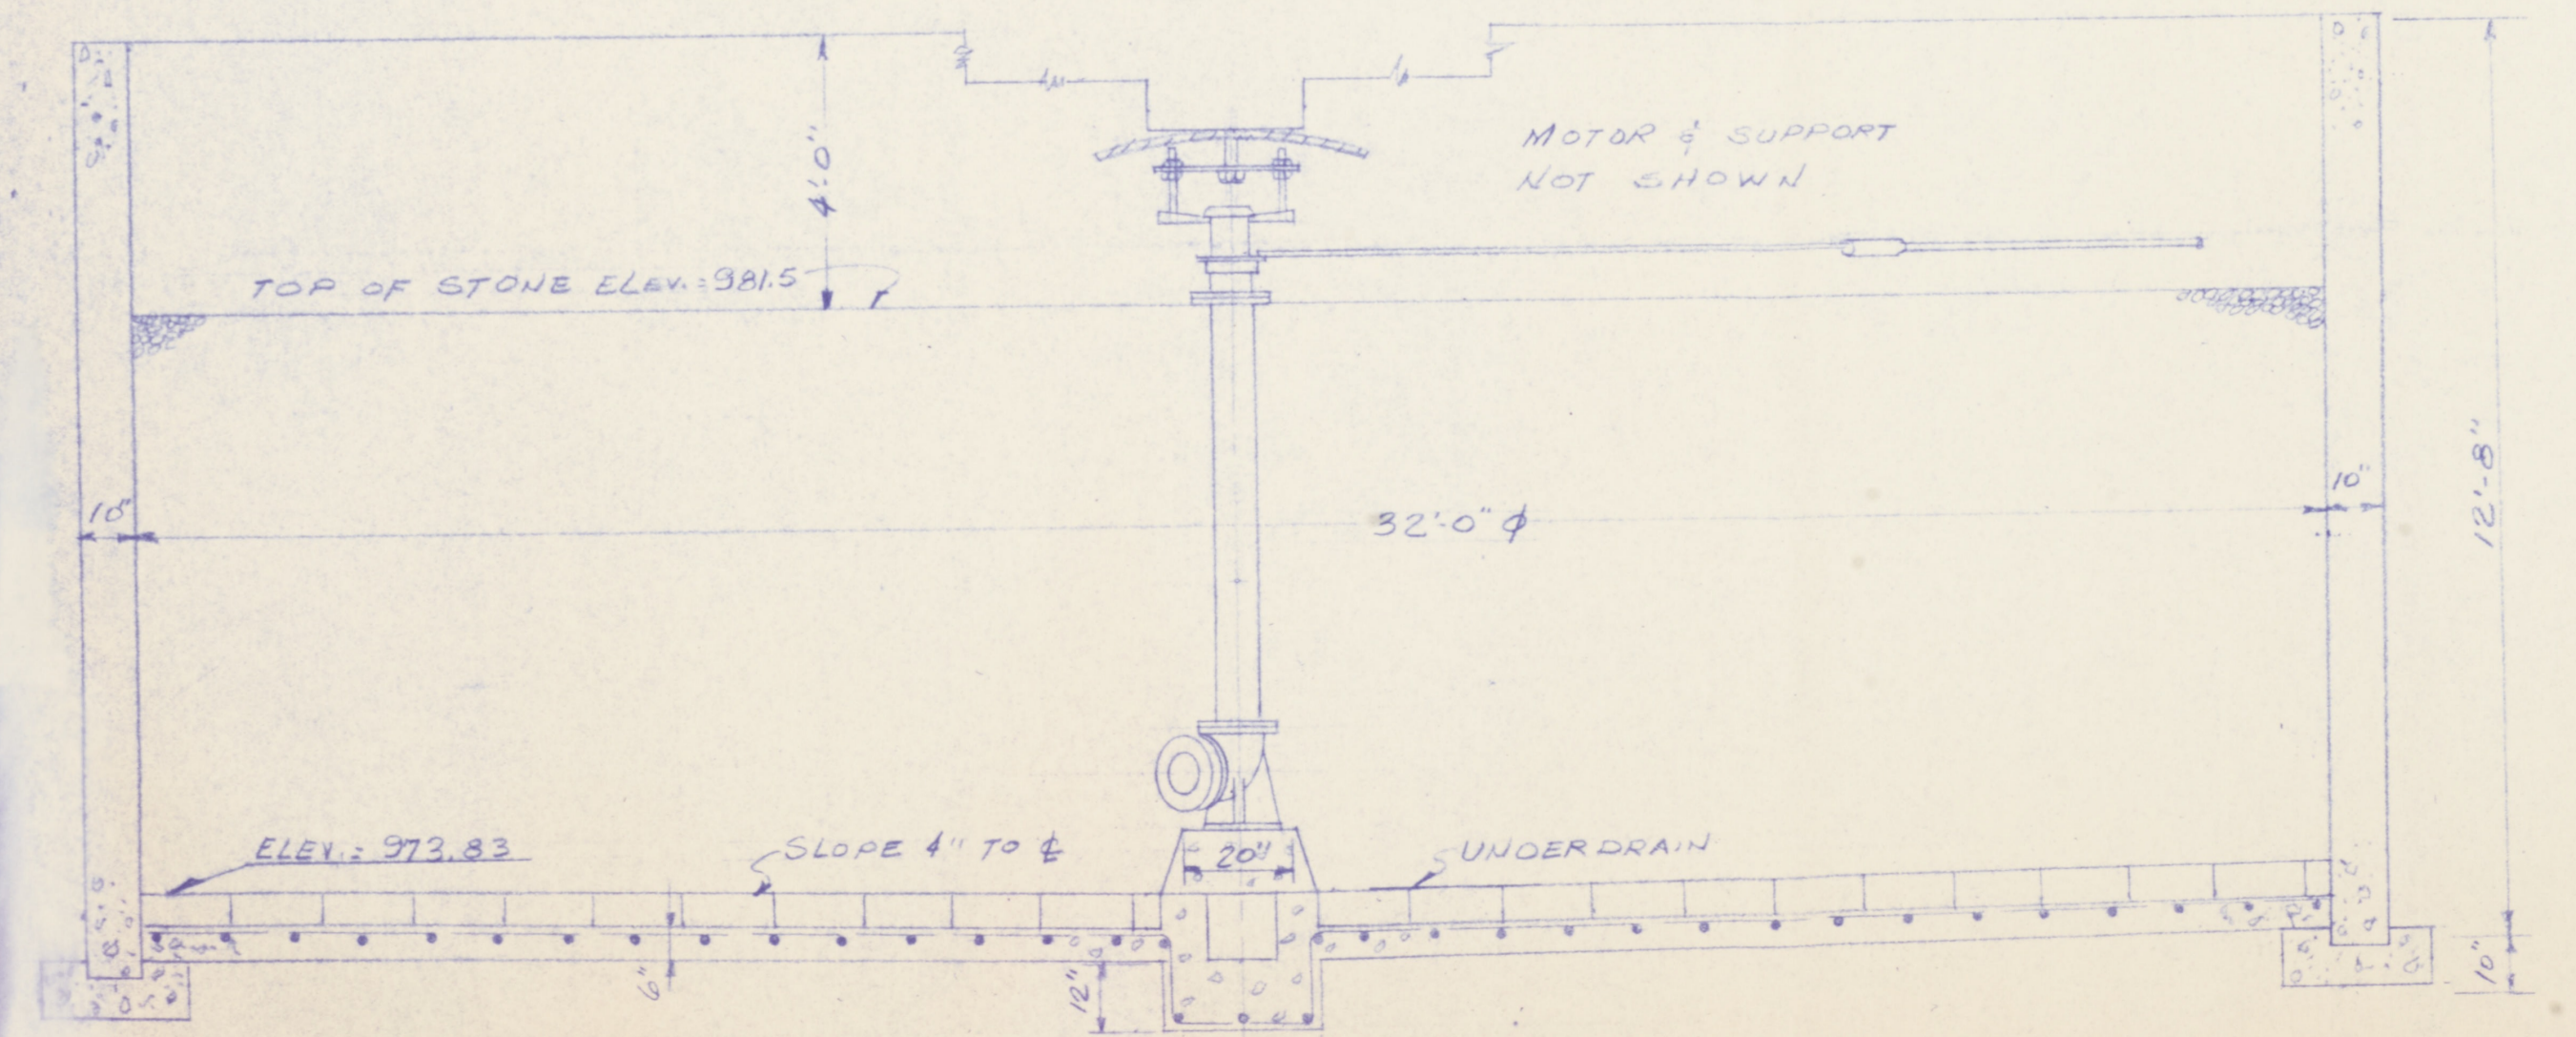 4'-0"
MOTOR & SUPPORT
NOT SHOWN
TOP OF STONE ELEV.=981.5
10"
32'-0" ϕ
10"
12'-8"
ELEV.= 973.83
SLOPE 4" TO ℄
20"
UNDERDRAIN
6"
12"
10"